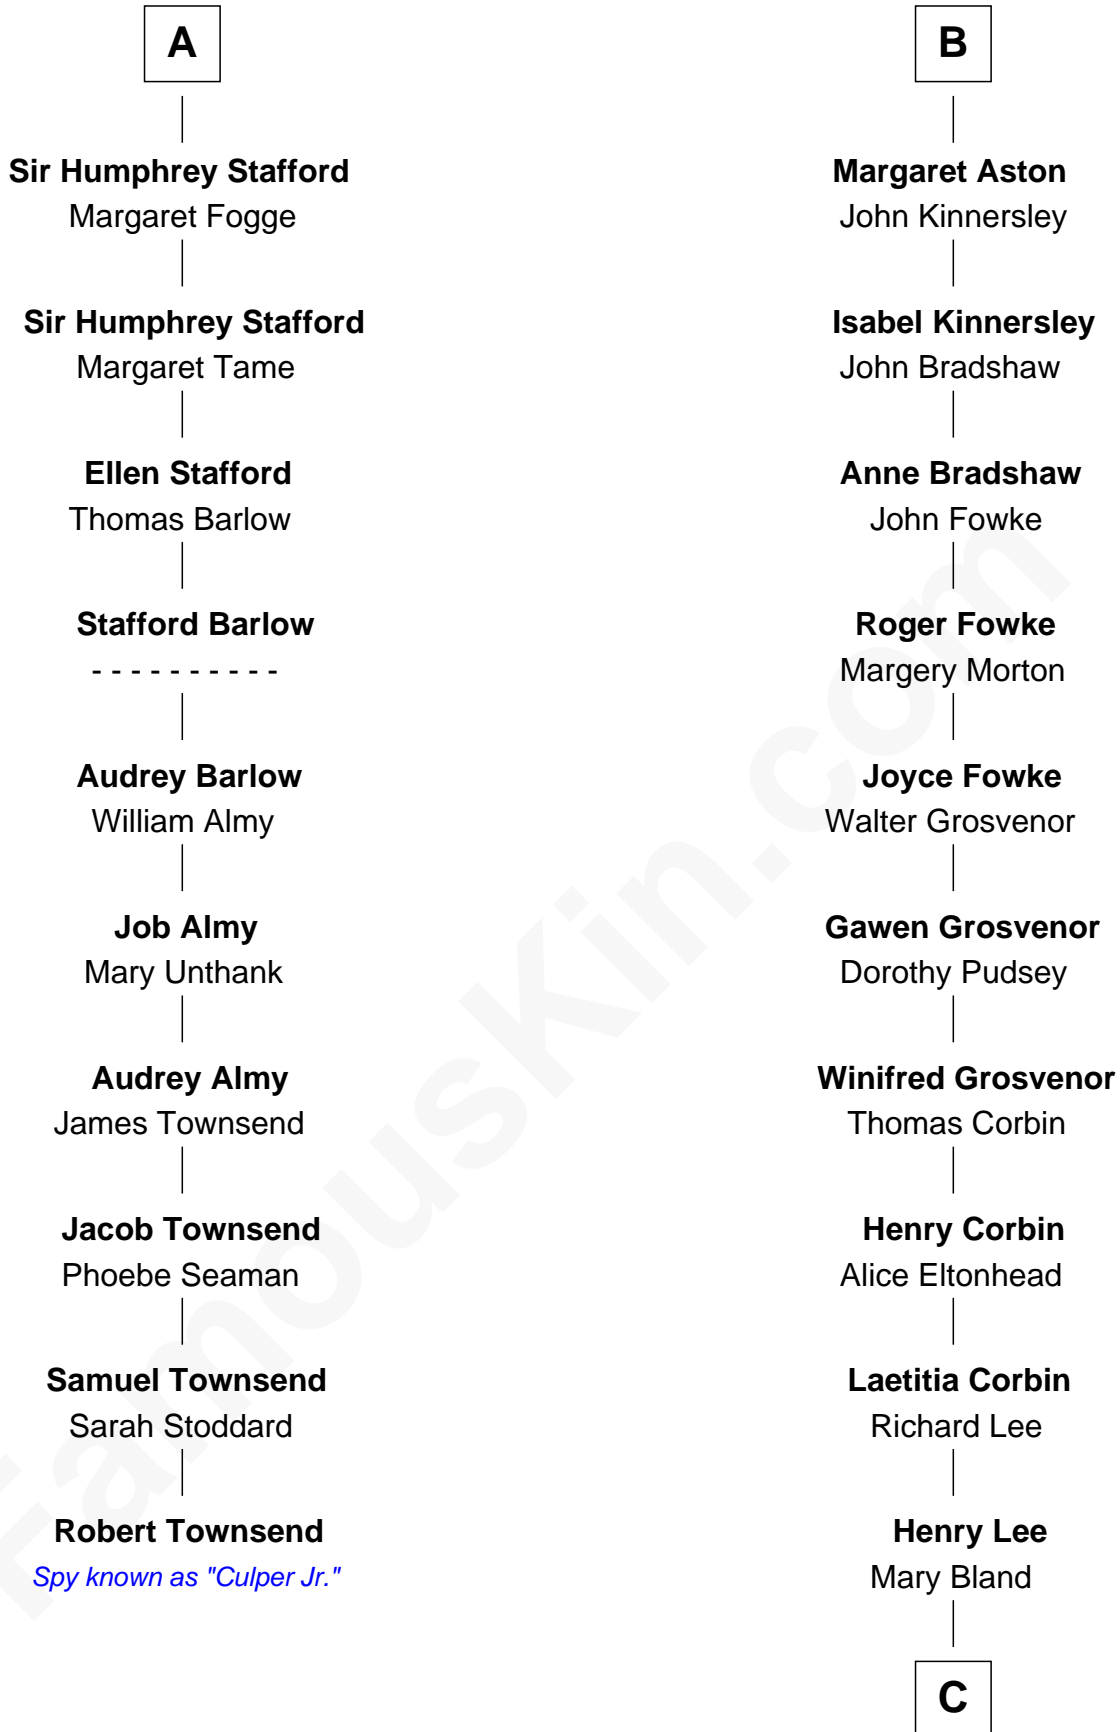 A
Sir Humphrey Stafford
Margaret Fogge
Sir Humphrey Stafford
Margaret Tame
Ellen Stafford
Thomas Barlow
Stafford Barlow
- - - - - - - - - -
Audrey Barlow
William Almy
Job Almy
Mary Unthank
Audrey Almy
James Townsend
Jacob Townsend
Phoebe Seaman
Samuel Townsend
Sarah Stoddard
Robert Townsend
Spy known as "Culper Jr."
B
Margaret Aston
John Kinnersley
Isabel Kinnersley
John Bradshaw
Anne Bradshaw
John Fowke
Roger Fowke
Margery Morton
Joyce Fowke
Walter Grosvenor
Gawen Grosvenor
Dorothy Pudsey
Winifred Grosvenor
Thomas Corbin
Henry Corbin
Alice Eltonhead
Laetitia Corbin
Richard Lee
Henry Lee
Mary Bland
C
FamousKin.com